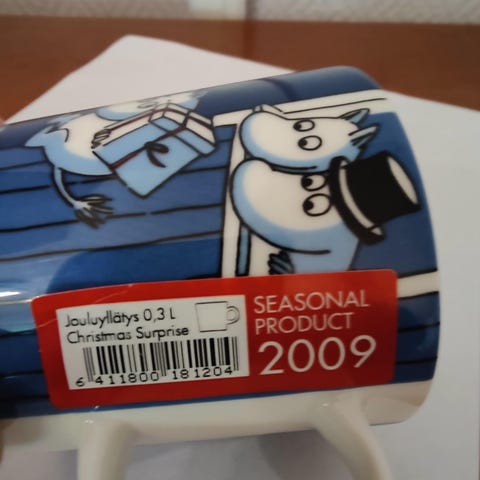 Jouluyllätys 0,3 L
Christmas Surprise
6 411800 181204
SEASONAL
PRODUCT
2009